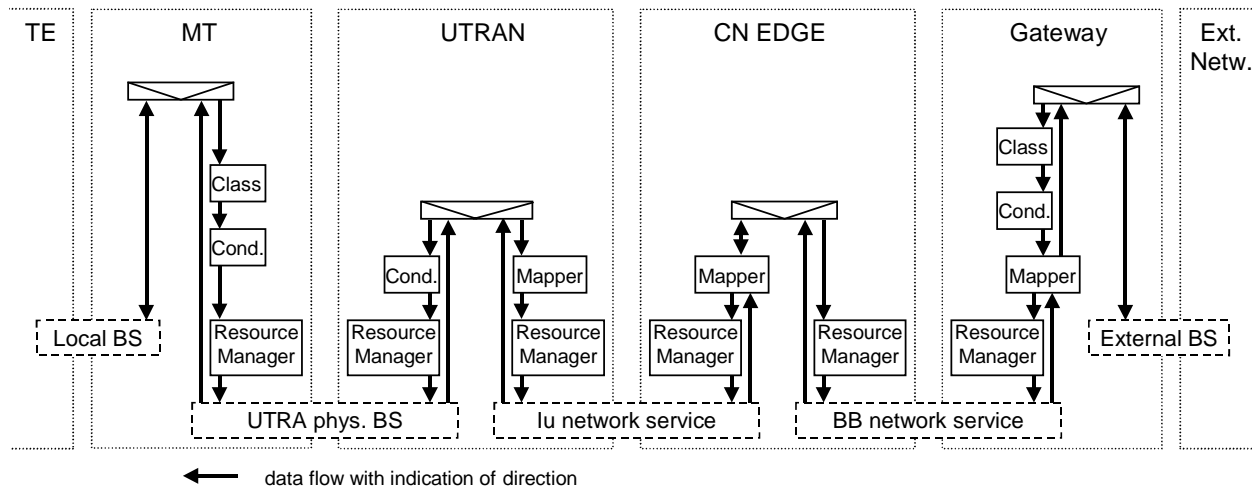 TE
MT
UTRAN
CN EDGE
Gateway
Ext.
Netw.
Class
Cond.
Class
Cond.
Cond.
Mapper
Mapper
Mapper
Local BS
Resource
Manager
Resource
Manager
Resource
Manager
Resource
Manager
Resource
Manager
Resource
Manager
External BS
UTRA phys. BS
Iu network service
BB network service
data flow with indication of direction